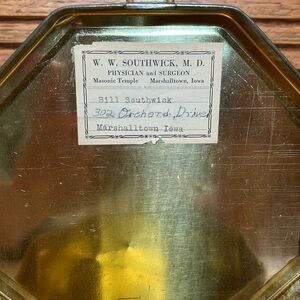 W. W. SOUTHWICK, M. D.
PHYSICIAN and SURGEON
Masonic Temple Marshalltown, Iowa
Bill Southwick
302 Orchard Drive
Marshalltown Iowa